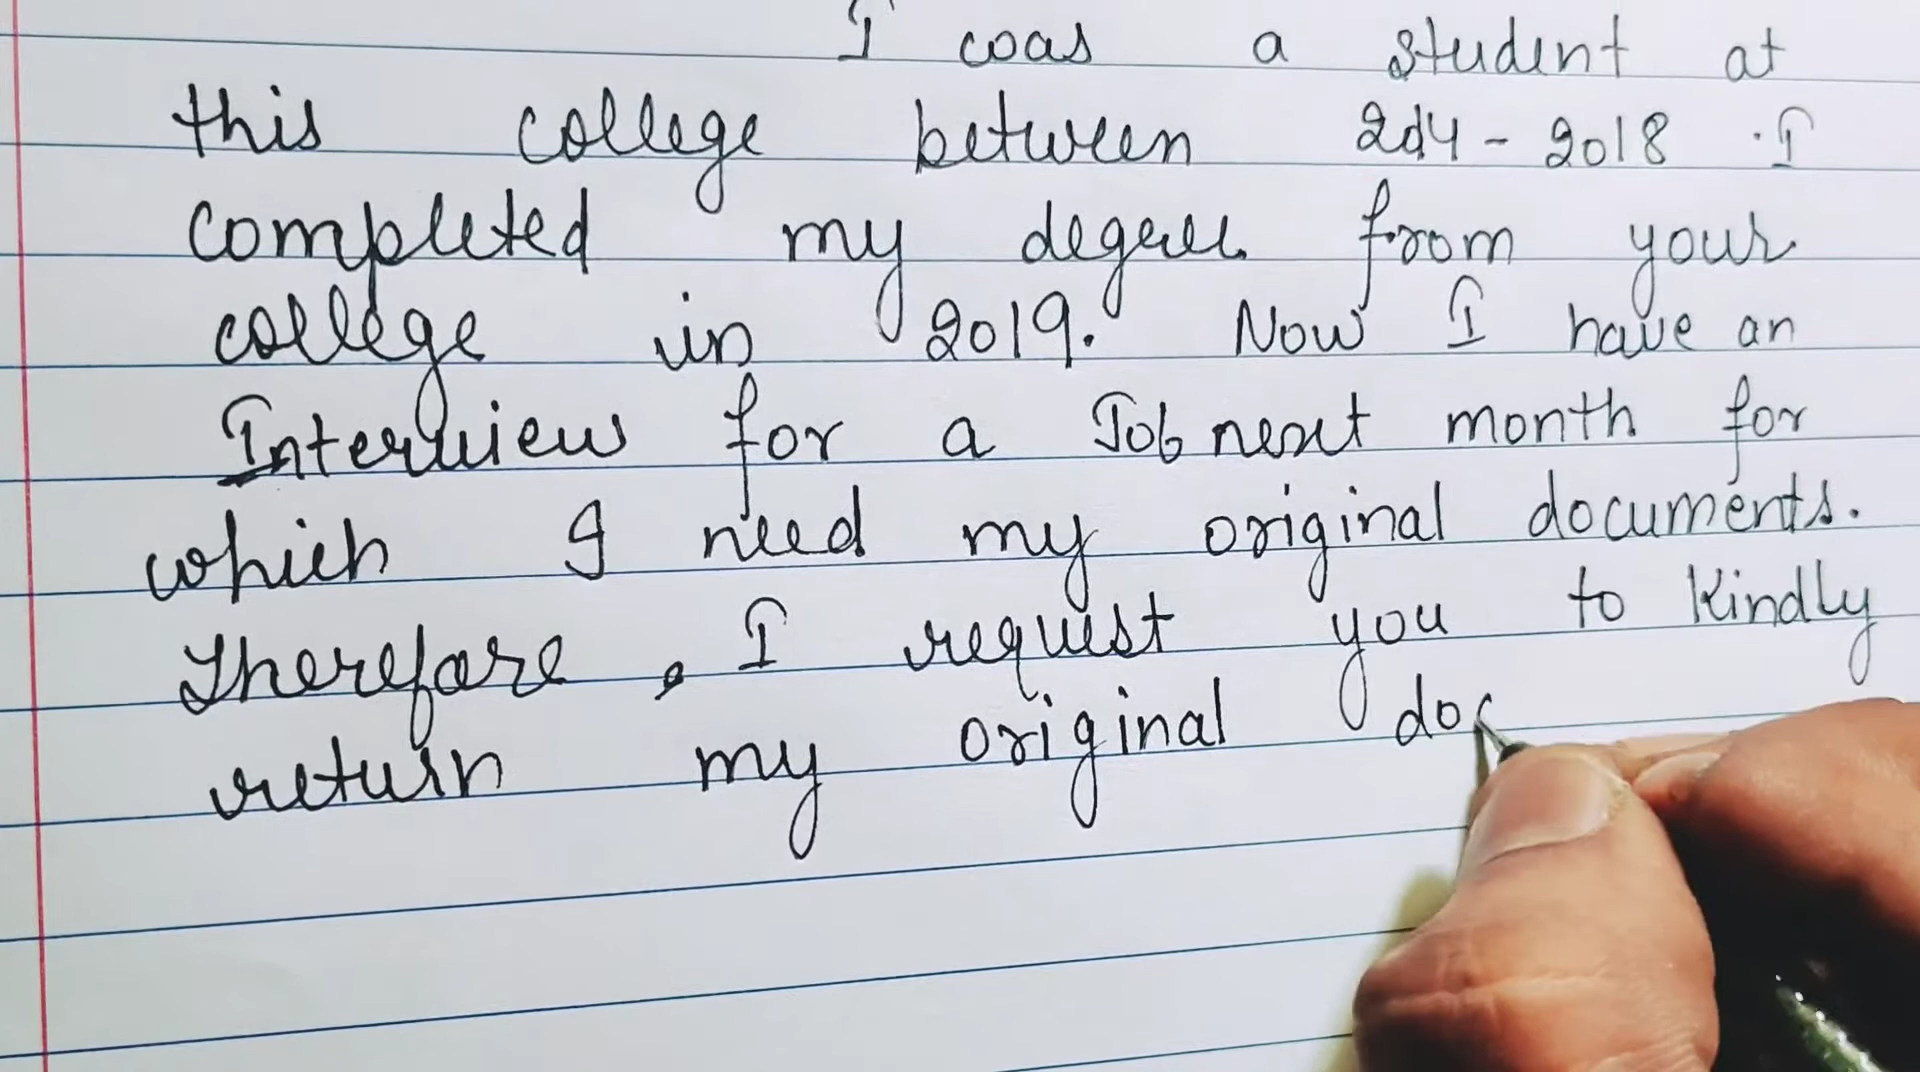 I was a student at
this college between 2014 - 2018 . I
completed my degree from your
college in 2019. Now I have an
Interview for a Job next month for
which I need my original documents.
Therefore, I request you to kindly
return my original doc